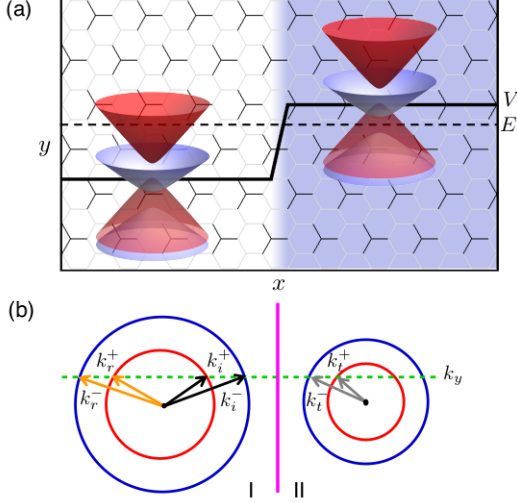 (a)
V
E
y
x
(b)
k_r^+ k_i^+ k_t^+
k_y
k_r^- k_i^- k_t^-
I II